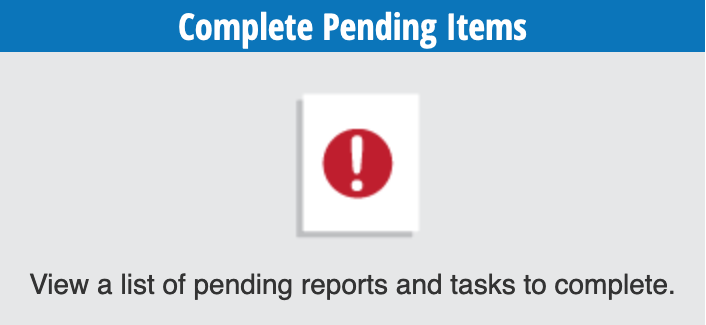 Complete Pending Items
View a list of pending reports and tasks to complete.